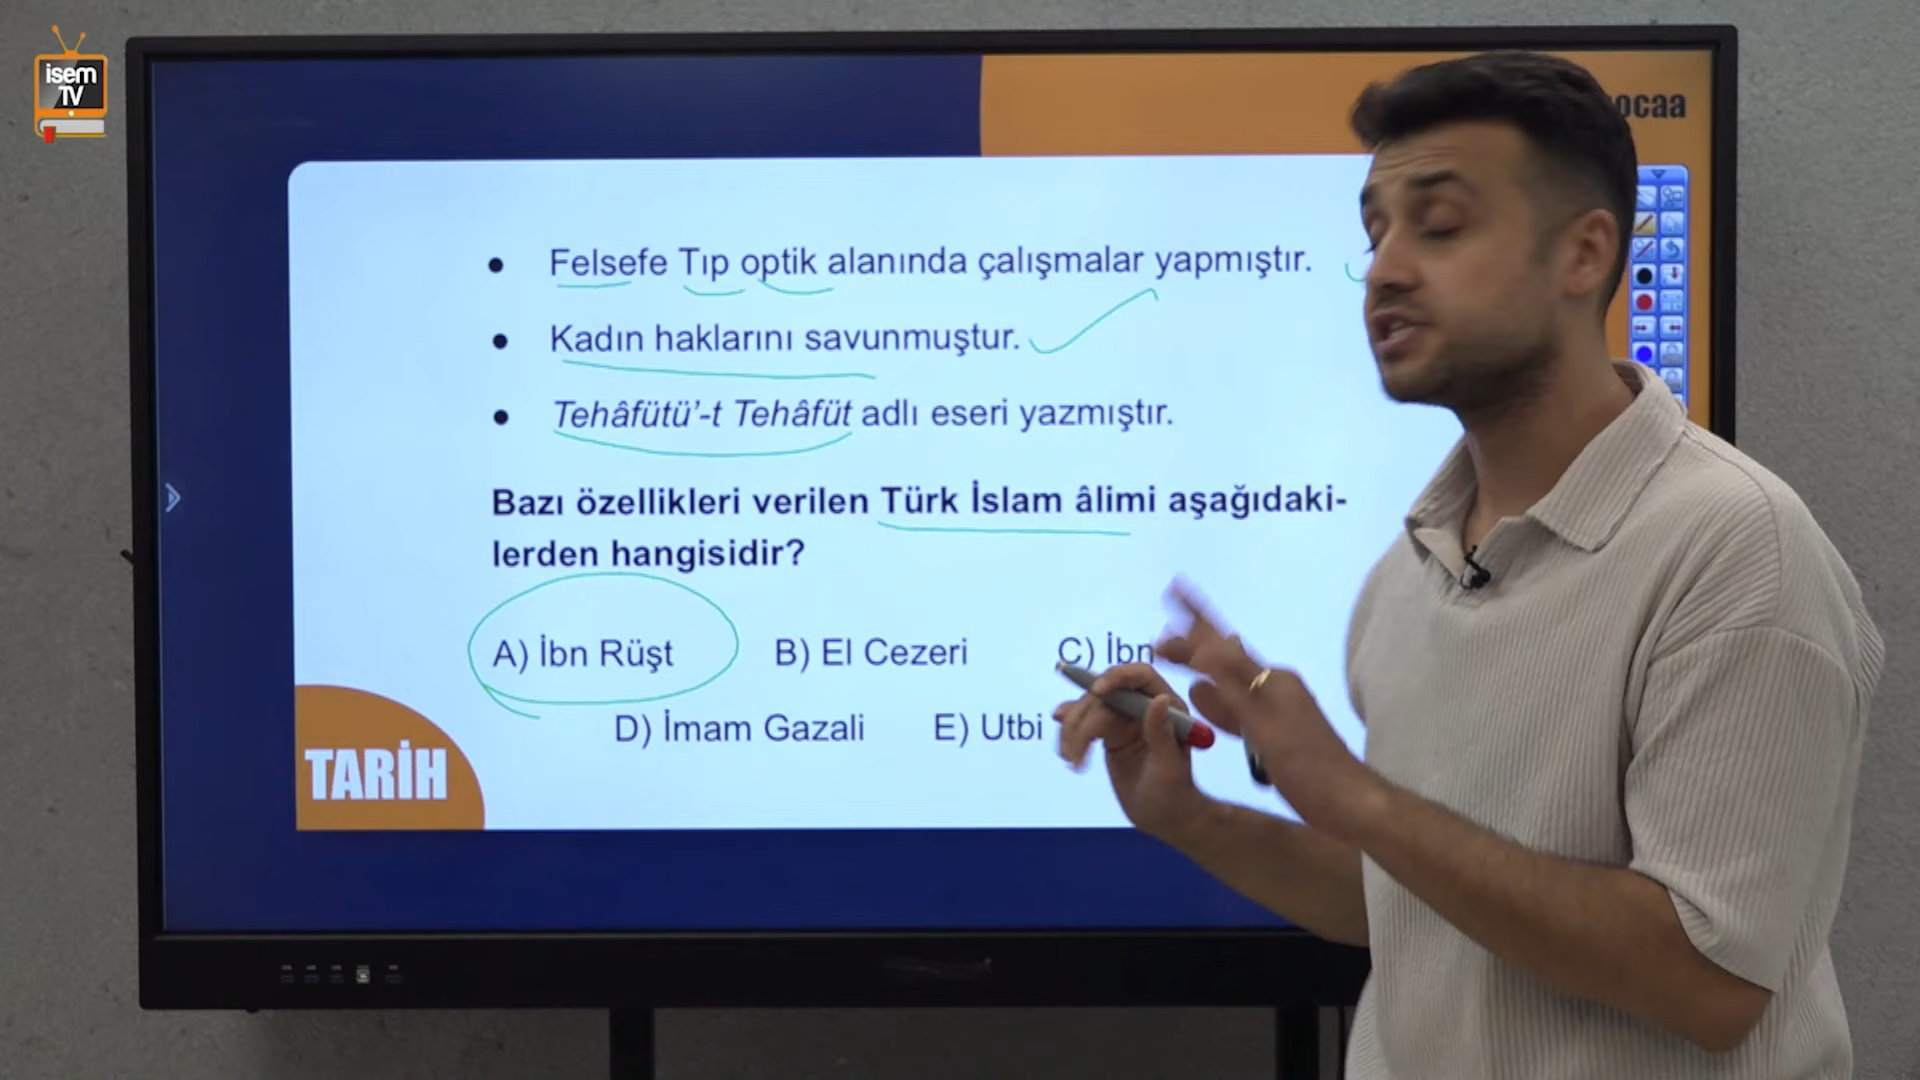 isem
TV
ocaa
● Felsefe Tıp optik alanında çalışmalar yapmıştır.
● Kadın haklarını savunmuştur.
● Tehâfütü’-t Tehâfüt adlı eseri yazmıştır.
Bazı özellikleri verilen Türk İslam âlimi aşağıdaki-
lerden hangisidir?
A) İbn Rüşt B) El Cezeri C) İbn
D) İmam Gazali E) Utbi
TARİH